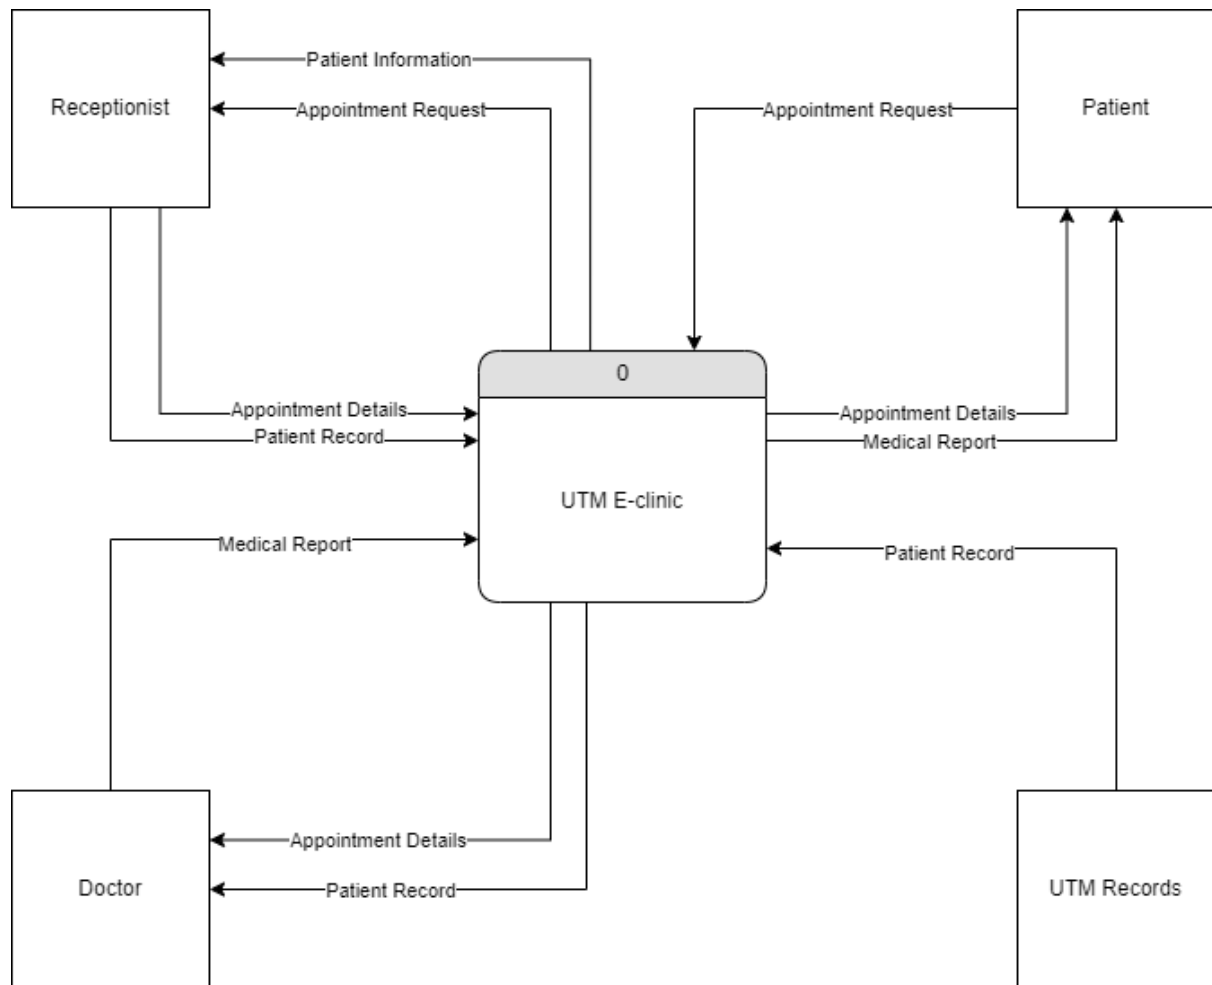 Patient Information
Receptionist
Appointment Request
Appointment Request
Patient
0
Appointment Details
Patient Record
Appointment Details
Medical Report
UTM E-clinic
Medical Report
Patient Record
Appointment Details
Doctor
Patient Record
UTM Records